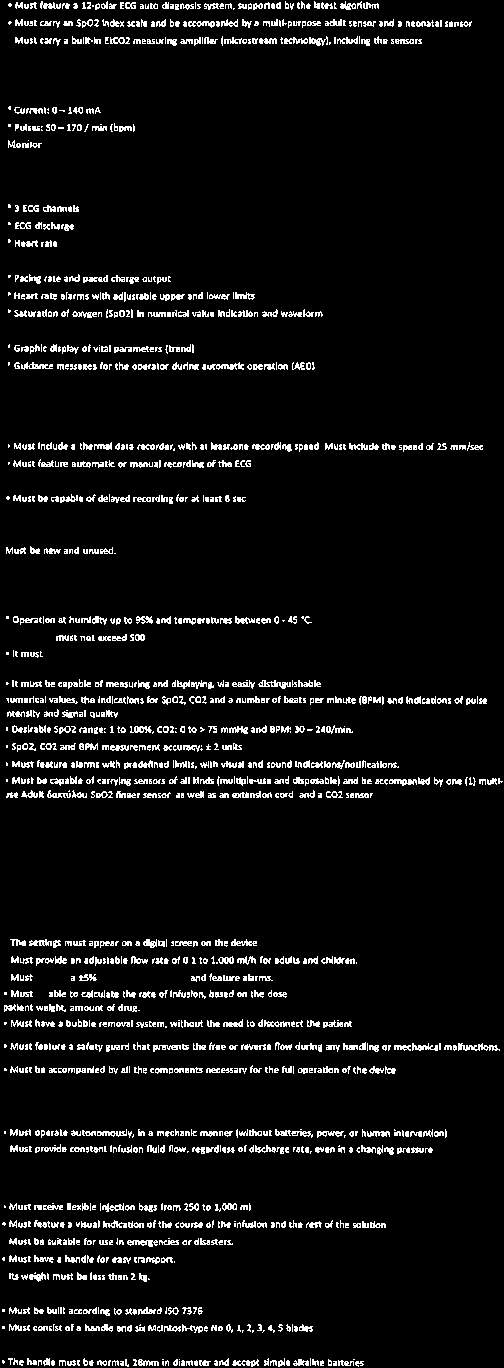 • Must feature a 12-polar ECG auto diagnosis system, supported by the latest algorithm
• Must carry an SpO2 index scale and be accompanied by a multi-purpose adult sensor and a neonatal sensor
Must carry a built-in EtCO2 measuring amplifier (microstream technology), including the sensors
* Current: 0 – 140 mA
* Pulses: 50 – 170 / min (bpm)
Monitor
* 3 ECG channels
* ECG discharge
* Heart rate
* Pacing rate and paced charge output
* Heart rate alarms with adjustable upper and lower limits
* Saturation of oxygen (SpO2) in numerical value indication and waveform
* Graphic display of vital parameters (trend)
* Guidance messages for the operator during automatic operation (AED)
• Must include a thermal data recorder, with at least.one recording speed Must include the speed of 25 mm/sec
• Must feature automatic or manual recording of the ECG
• Must be capable of delayed recording for at least 6 sec
Must be new and unused.
* Operation at humidity up to 95% and temperatures between 0 - 45 °C.
must not exceed 500
• It must
• It must be capable of measuring and displaying, via easily distinguishable
numerical values, the indications for SpO2, CO2 and a number of beats per minute (BPM) and indications of pulse
intensity and signal quality
• Desirable SpO2 range: 1 to 100%, CO2: 0 to > 75 mmHg and BPM: 30 – 240/min.
• SpO2, CO2 and BPM measurement accuracy: ± 2 units
• Must feature alarms with predefined limits, with visual and sound indications/notifications.
• Must be capable of carrying sensors of all kinds (multiple-use and disposable) and be accompanied by one (1) multi-
use Adult δακτύλου SpO2 finger sensor as well as an extension cord and a CO2 sensor
The settings must appear on a digital screen on the device
Must provide an adjustable flow rate of 0 1 to 1.000 ml/h for adults and children.
Must a ±5% and feature alarms.
• Must able to calculate the rate of infusion, based on the dose
patient weight, amount of drug.
• Must have a bubble removal system, without the need to disconnect the patient
• Must feature a safety guard that prevents the free or reverse flow during any handling or mechanical malfunctions.
• Must be accompanied by all the components necessary for the full operation of the device
• Must operate autonomously, in a mechanic manner (without batteries, power, or human intervention)
Must provide constant infusion fluid flow, regardless of discharge rate, even in a changing pressure
• Must receive flexible injection bags from 250 to 1,000 ml
• Must feature a visual indication of the course of the infusion and the rest of the solution
Must be suitable for use in emergencies or disasters.
• Must have a handle for easy transport.
Its weight must be less than 2 kg.
• Must be built according to standard ISO 7376
• Must consist of a handle and six McIntosh-type No 0, 1, 2, 3, 4, 5 blades
• The handle must be normal, 28mm in diameter and accept simple alkaline batteries